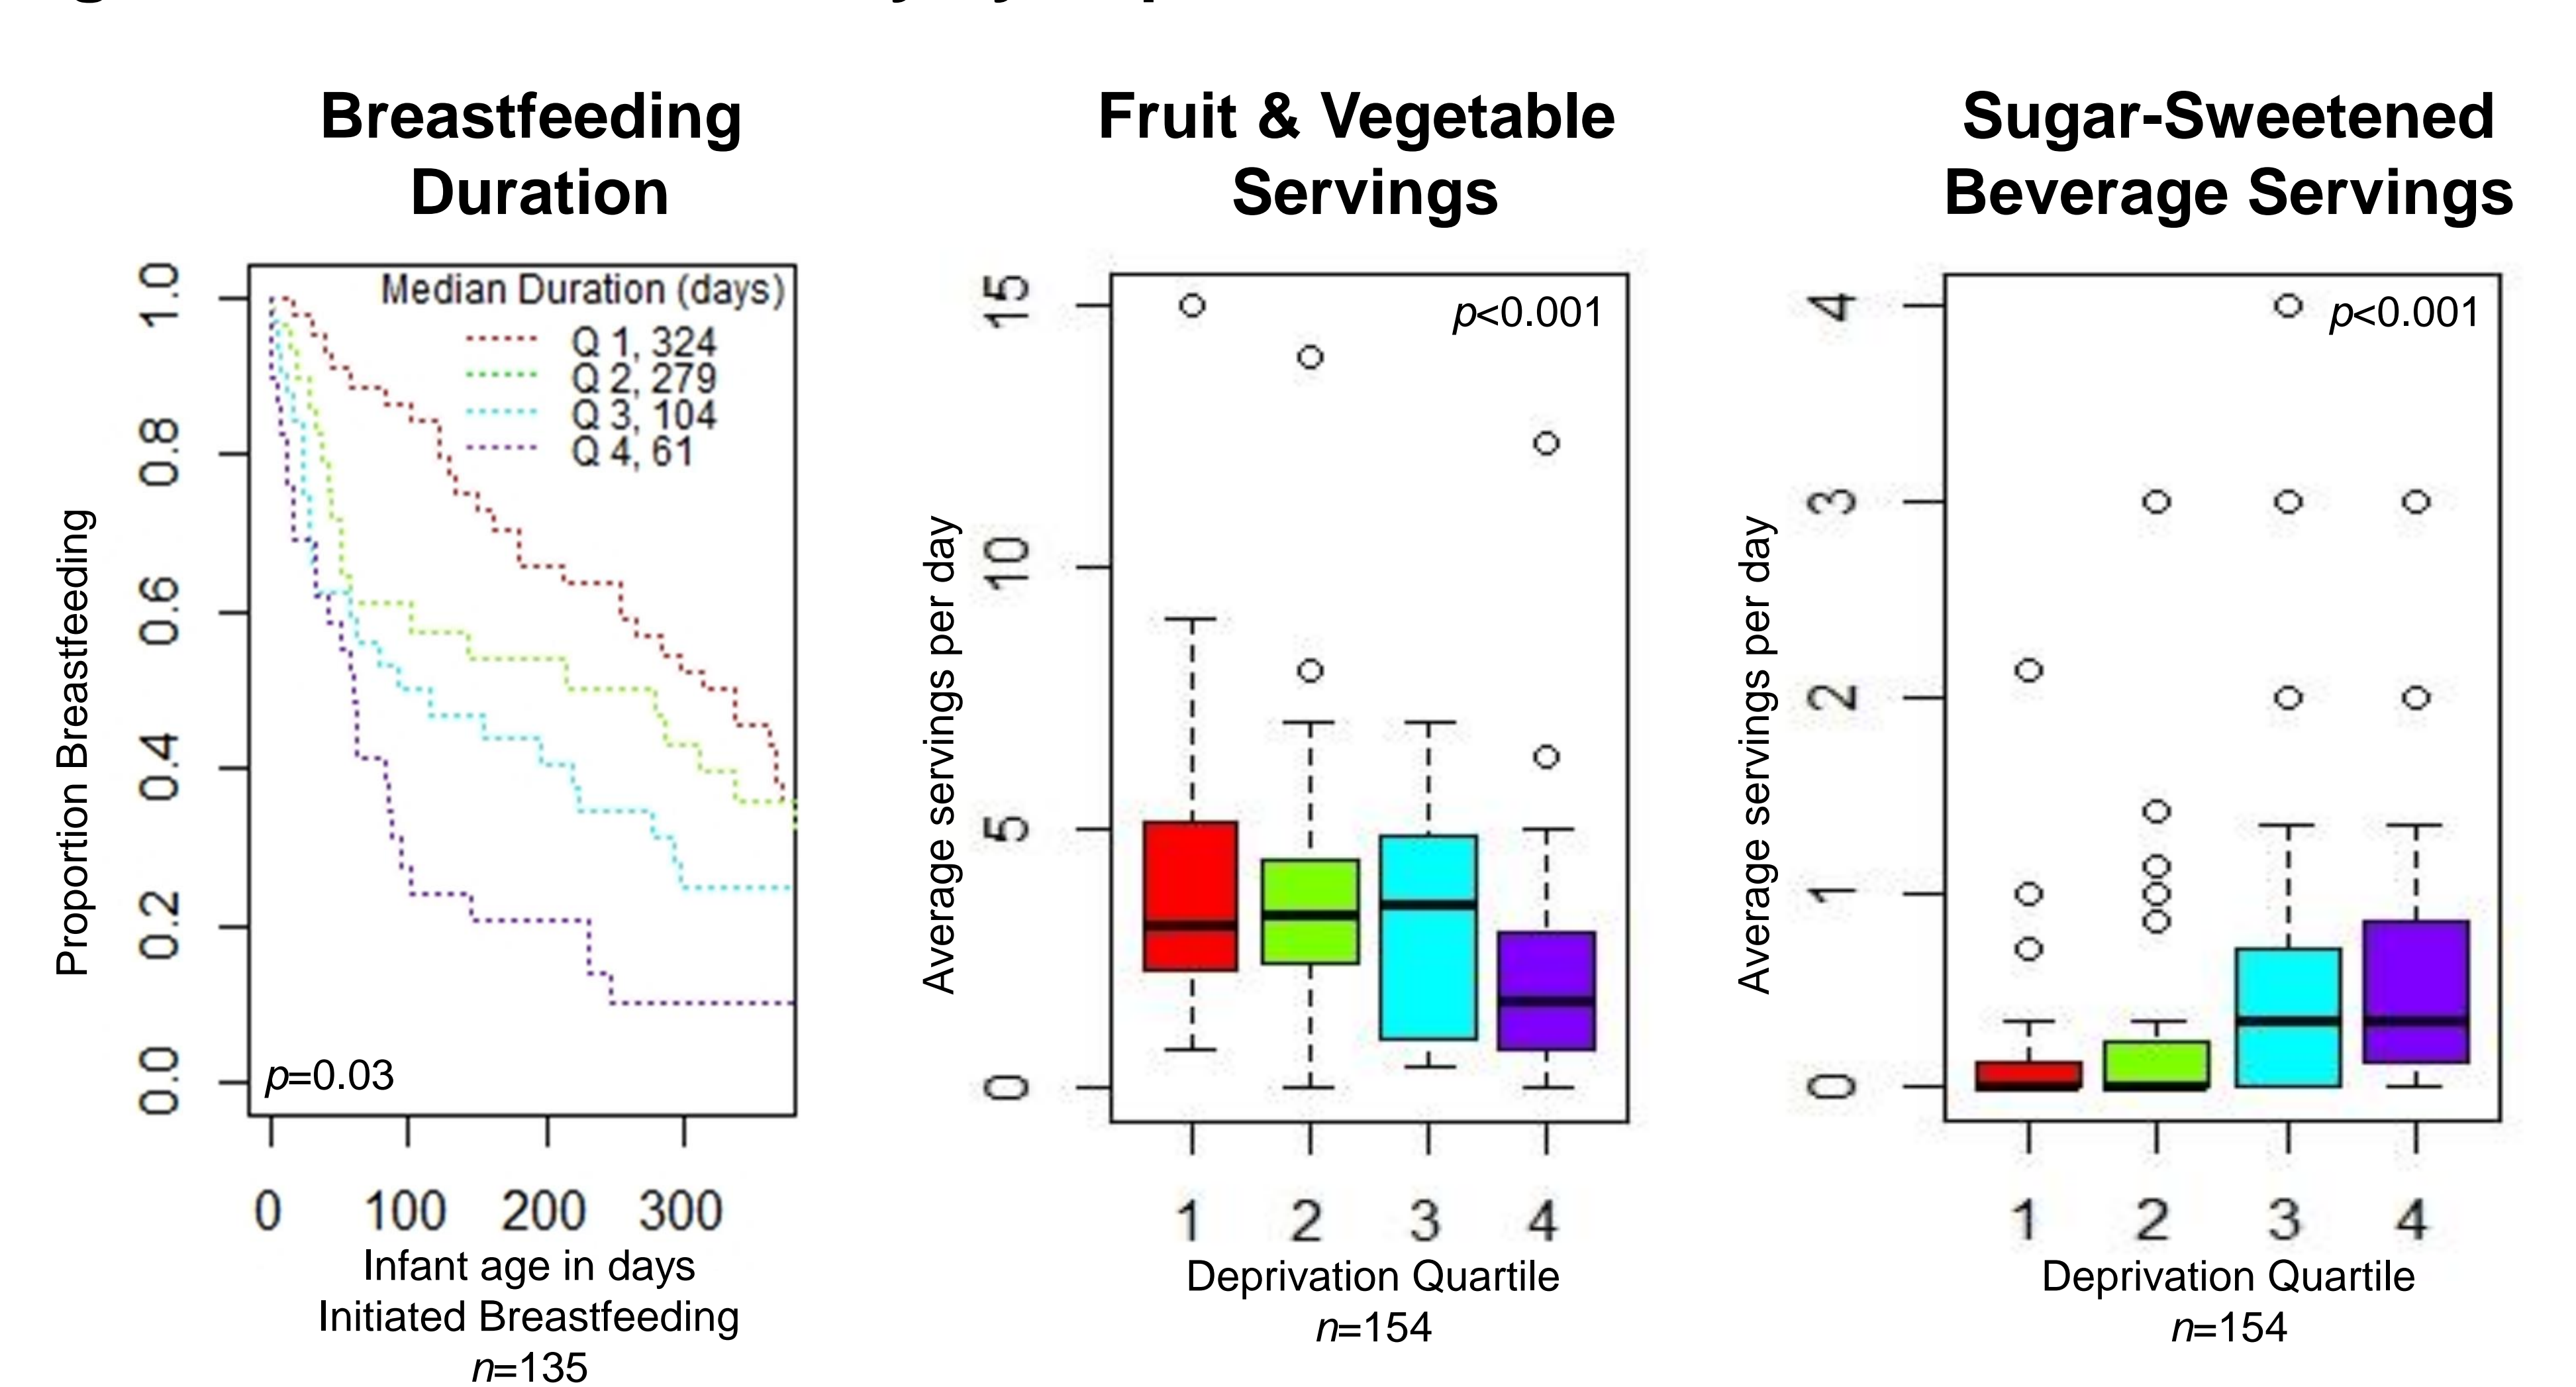 Breastfeeding
Duration
Proportion Breastfeeding
1.0
0.8
0.6
0.4
0.2
0.0
Median Duration (days)
Q 1, 324
Q 2, 279
Q 3, 104
Q 4, 61
p=0.03
0 100 200 300
Infant age in days
Initiated Breastfeeding
n=135
Fruit & Vegetable
Servings
Average servings per day
15
10
5
0
p<0.001
1 2 3 4
Deprivation Quartile
n=154
Sugar-Sweetened
Beverage Servings
Average servings per day
4
3
2
1
0
p<0.001
1 2 3 4
Deprivation Quartile
n=154